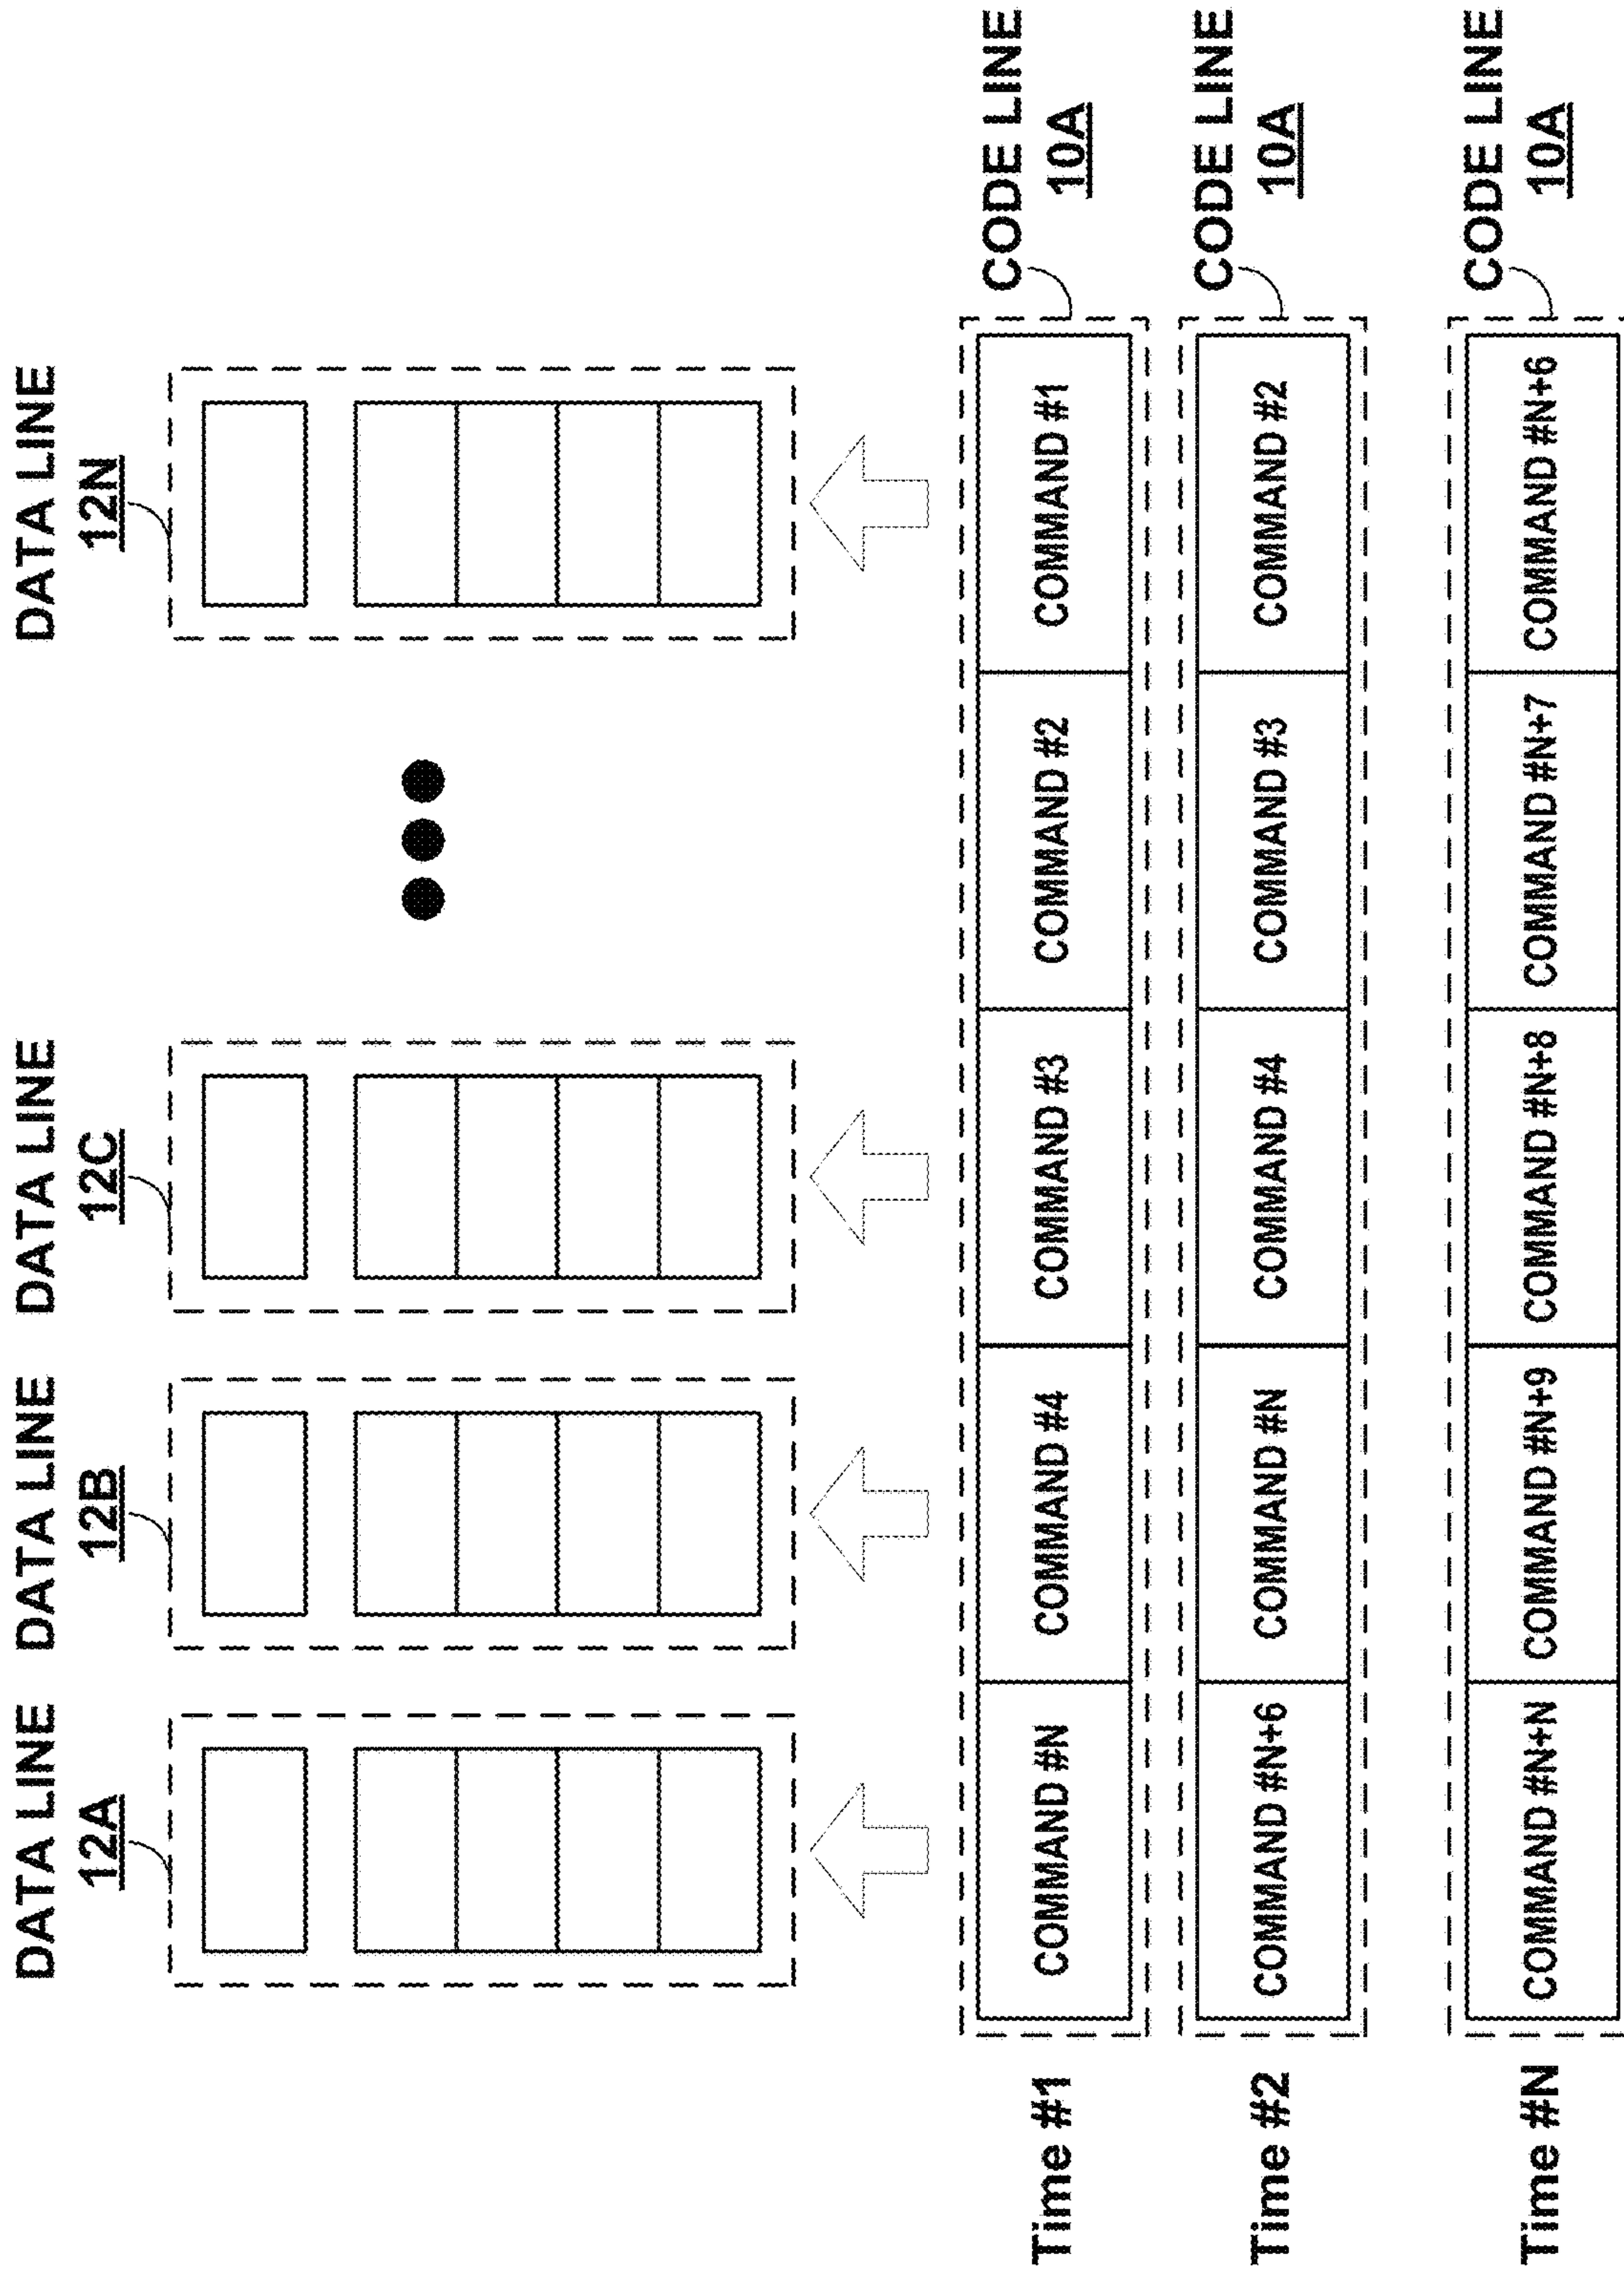 DATA LINE DATA LINE DATA LINE DATA LINE
12A 12B 12C 12N
Time #1 COMMAND #N COMMAND #4 COMMAND #3 COMMAND #2 COMMAND #1 CODE LINE
10A
Time #2 COMMAND #N+6 COMMAND #N COMMAND #4 COMMAND #3 COMMAND #2 CODE LINE
10A
Time #N COMMAND #N+N COMMAND #N+9 COMMAND #N+8 COMMAND #N+7 COMMAND #N+6 CODE LINE
10A